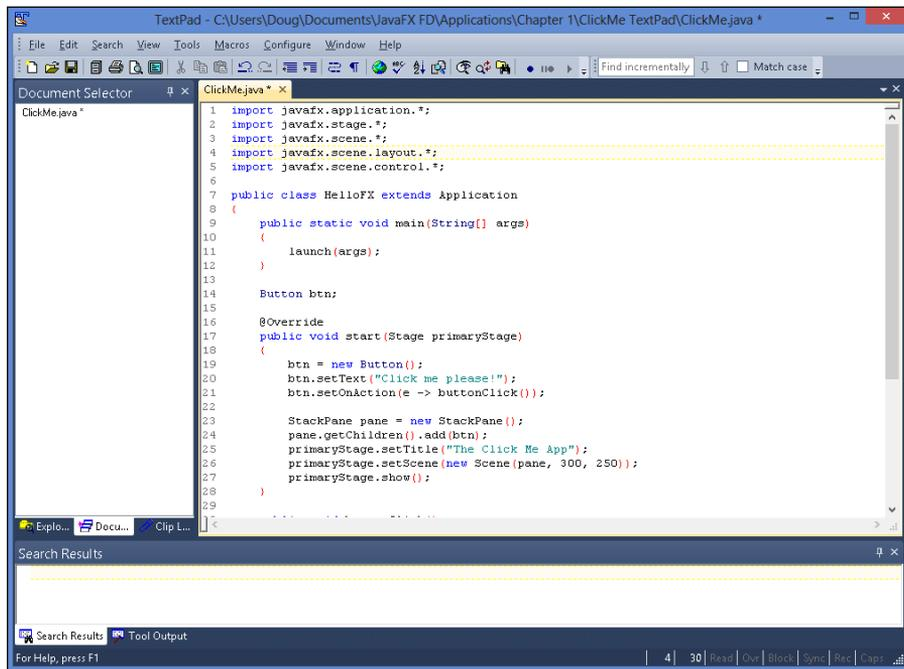 TextPad - C:\Users\Doug\Documents\JavaFX FD\Applications\Chapter 1\ClickMe TextPad\ClickMe.java *
File Edit Search View Tools Macros Configure Window Help
Find incrementally Match case
Document Selector
ClickMe.java *
ClickMe.java *
1 import javafx.application.*;
2 import javafx.stage.*;
3 import javafx.scene.*;
4 import javafx.scene.layout.*;
5 import javafx.scene.control.*;
6
7 public class HelloFX extends Application
8 {
9 public static void main(String[] args)
10 {
11 launch(args);
12 }
13
14 Button btn;
15
16 @Override
17 public void start(Stage primaryStage)
18 {
19 btn = new Button();
20 btn.setText("Click me please!");
21 btn.setOnAction(e -> buttonClick());
22
23 StackPane pane = new StackPane();
24 pane.getChildren().add(btn);
25 primaryStage.setTitle("The Click Me App");
26 primaryStage.setScene(new Scene(pane, 300, 250));
27 primaryStage.show();
28 }
29
Explo... Docu... Clip L...
Search Results
Search Results Tool Output
For Help, press F1 4 30 Read Ovr Block Sync Rec Caps